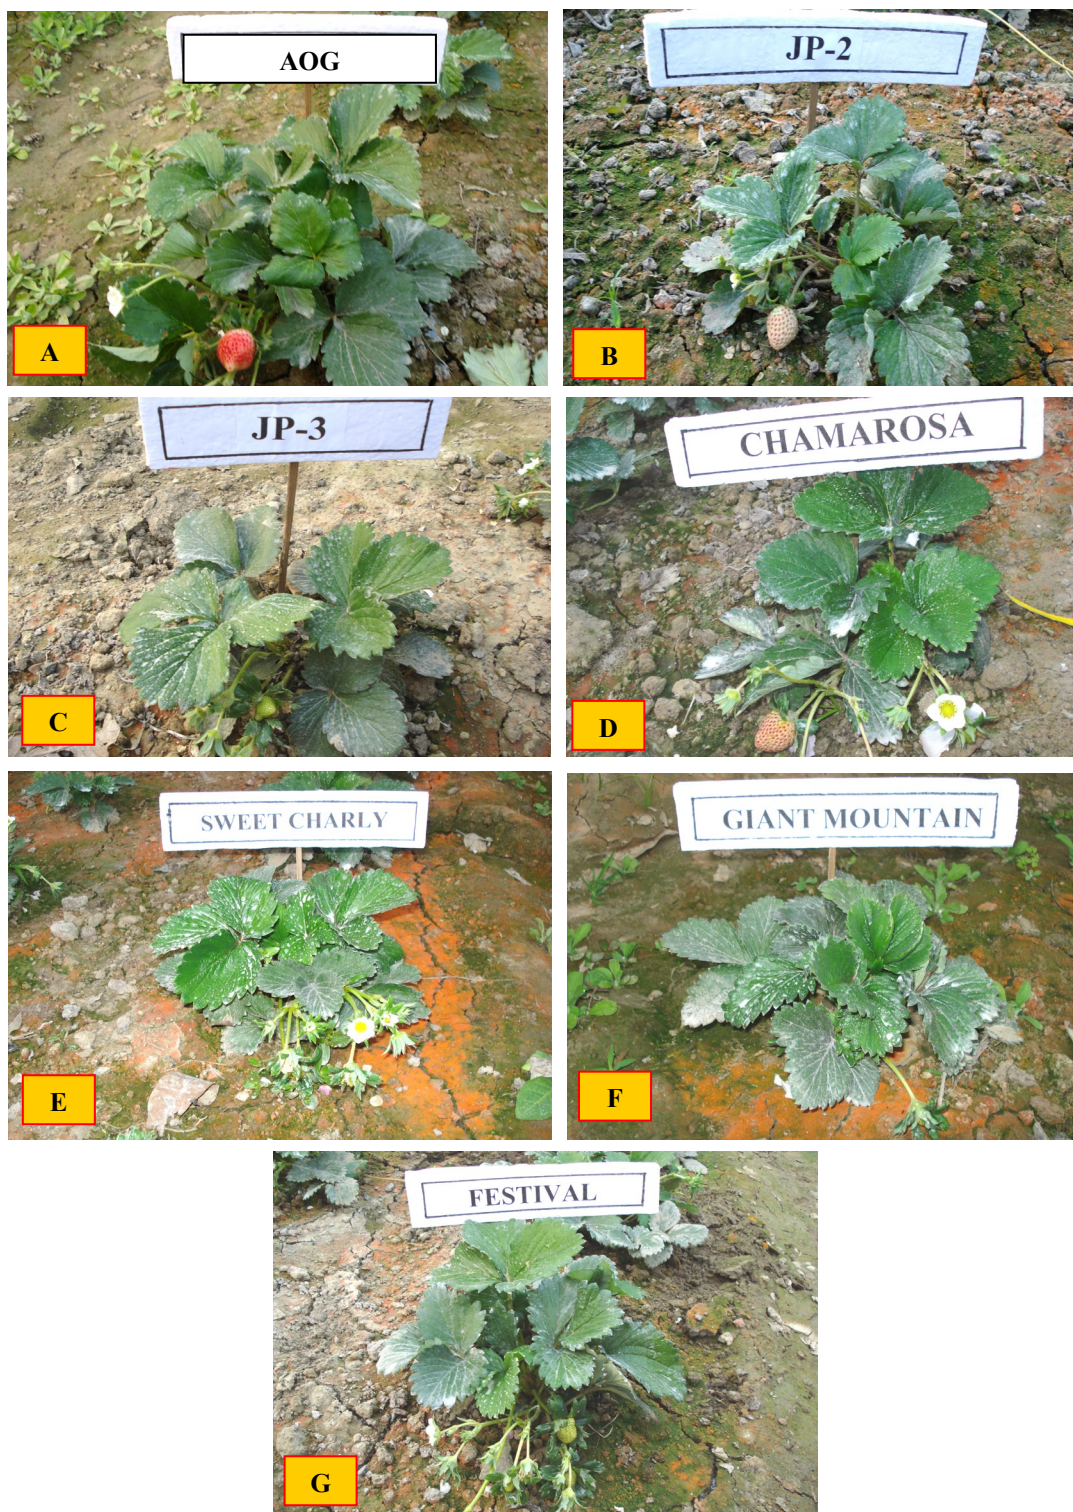 AOG
A
JP-2
B
JP-3
C
CHAMAROSA
D
SWEET CHARLY
E
GIANT MOUNTAIN
F
FESTIVAL
G